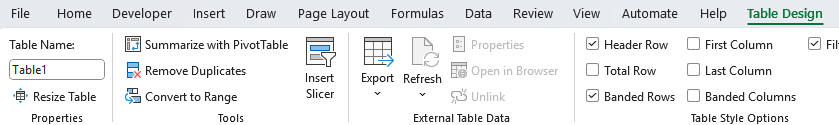 File Home Developer Insert Draw Page Layout Formulas Data Review View Automate Help Table Design
Table Name:
Table1
Resize Table
Properties
Summarize with PivotTable
Remove Duplicates
Convert to Range
Insert
Slicer
Tools
Export
Refresh
Properties
Open in Browser
Unlink
External Table Data
Header Row
Total Row
Banded Rows
First Column
Last Column
Banded Columns
Table Style Options